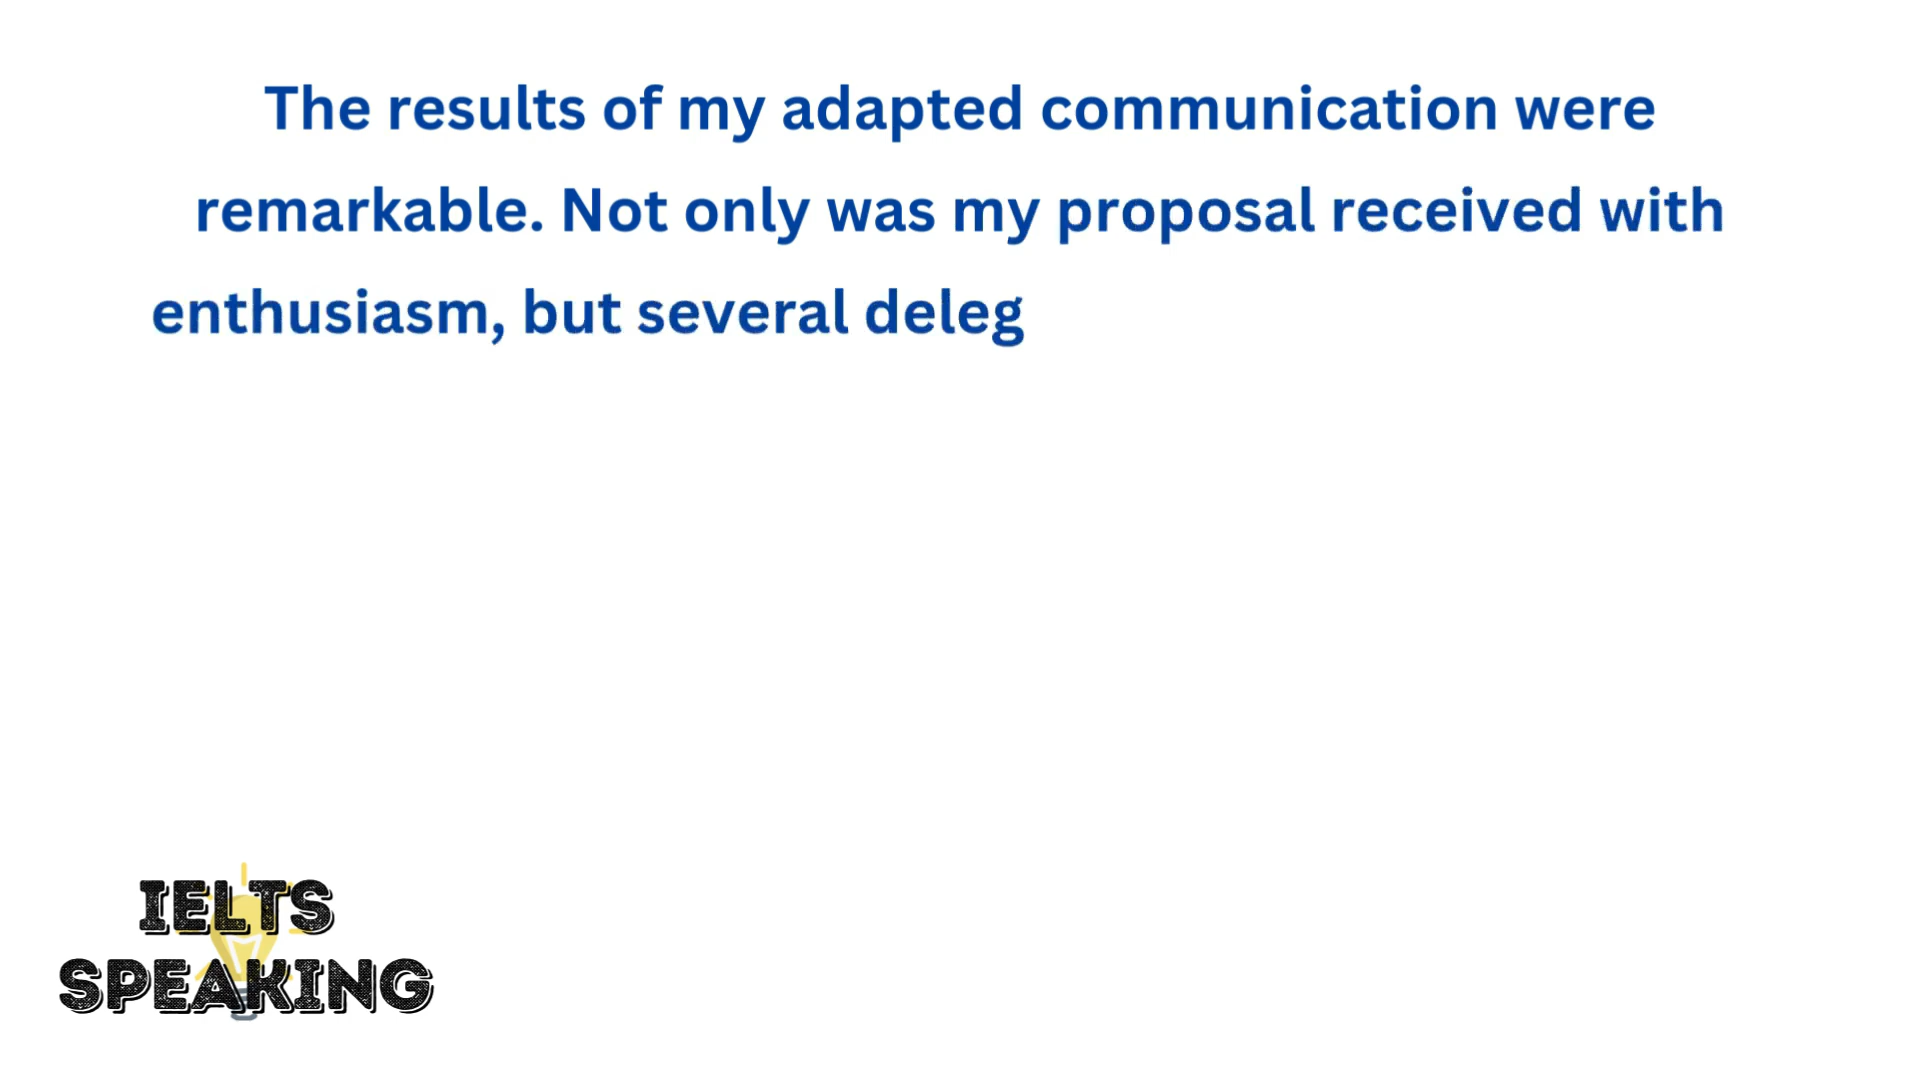 The results of my adapted communication were
remarkable. Not only was my proposal received with
enthusiasm, but several deleg
IELTS
SPEAKING